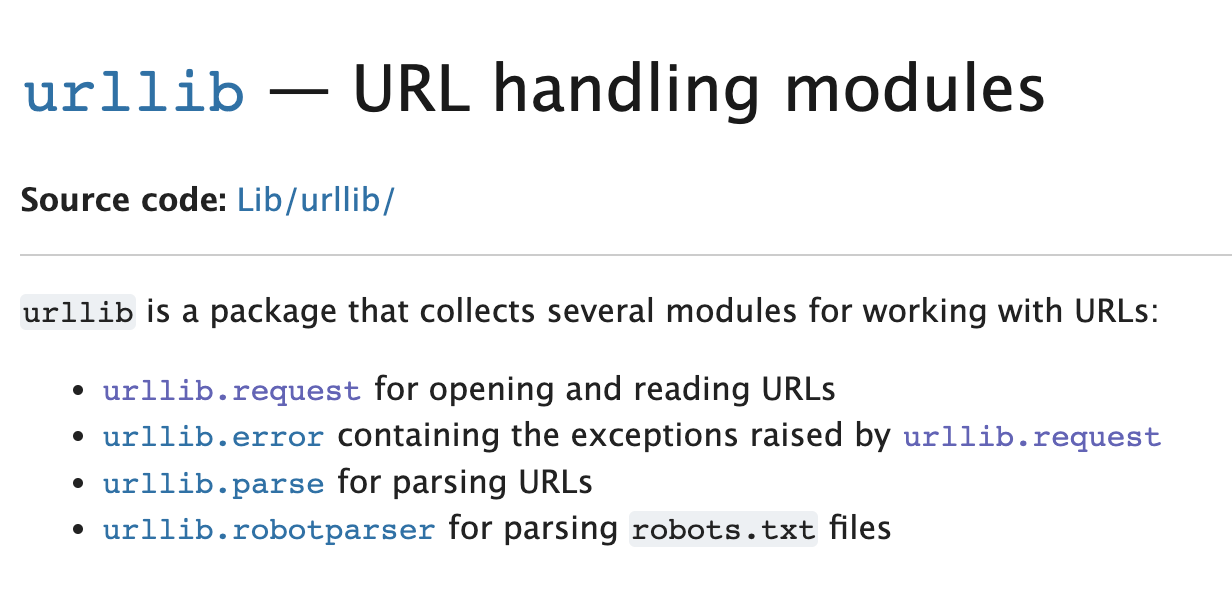 urllib — URL handling modules
Source code: Lib/urllib/
urllib is a package that collects several modules for working with URLs:
• urllib.request for opening and reading URLs
• urllib.error containing the exceptions raised by urllib.request
• urllib.parse for parsing URLs
• urllib.robotparser for parsing robots.txt files